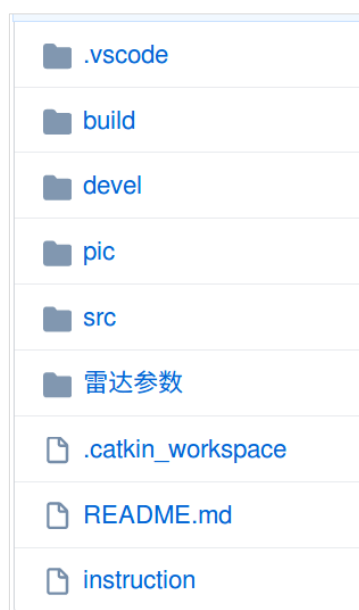 .vscode
build
devel
pic
src
雷达参数
.catkin_workspace
README.md
instruction